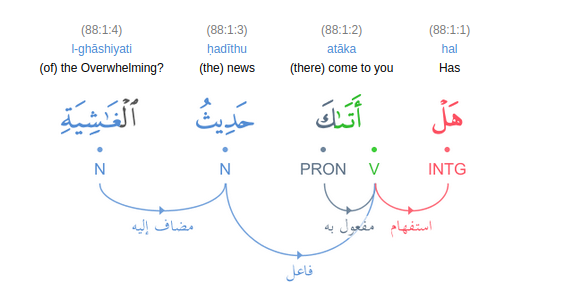 (88:1:4) (88:1:3) (88:1:2) (88:1:1)
l-ghāshiyati ḥadīthu atāka hal
(of) the Overwhelming? (the) news (there) come to you Has
هَلْ أَتَىٰكَ حَدِيثُ ٱلْغَـٰشِيَةِ
N N PRON V INTG
مضاف إليه مفعول به استفهام
فاعل